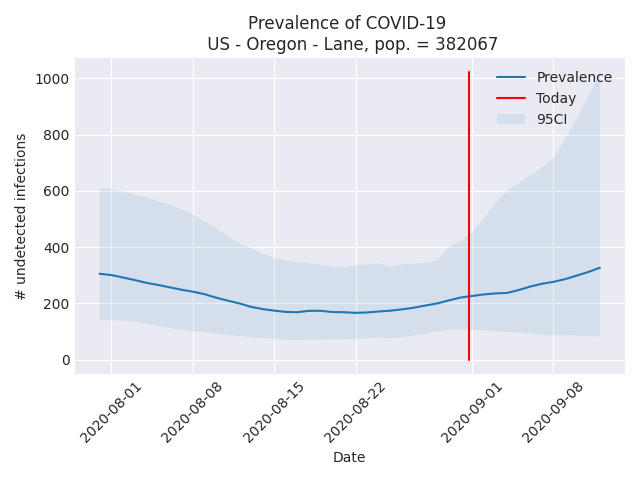 Prevalence of COVID-19
US - Oregon - Lane, pop. = 382067
Prevalence
Today
95CI
# undetected infections
1000
800
600
400
200
0
2020-08-01
2020-08-08
2020-08-15
2020-08-22
2020-09-01
2020-09-08
Date